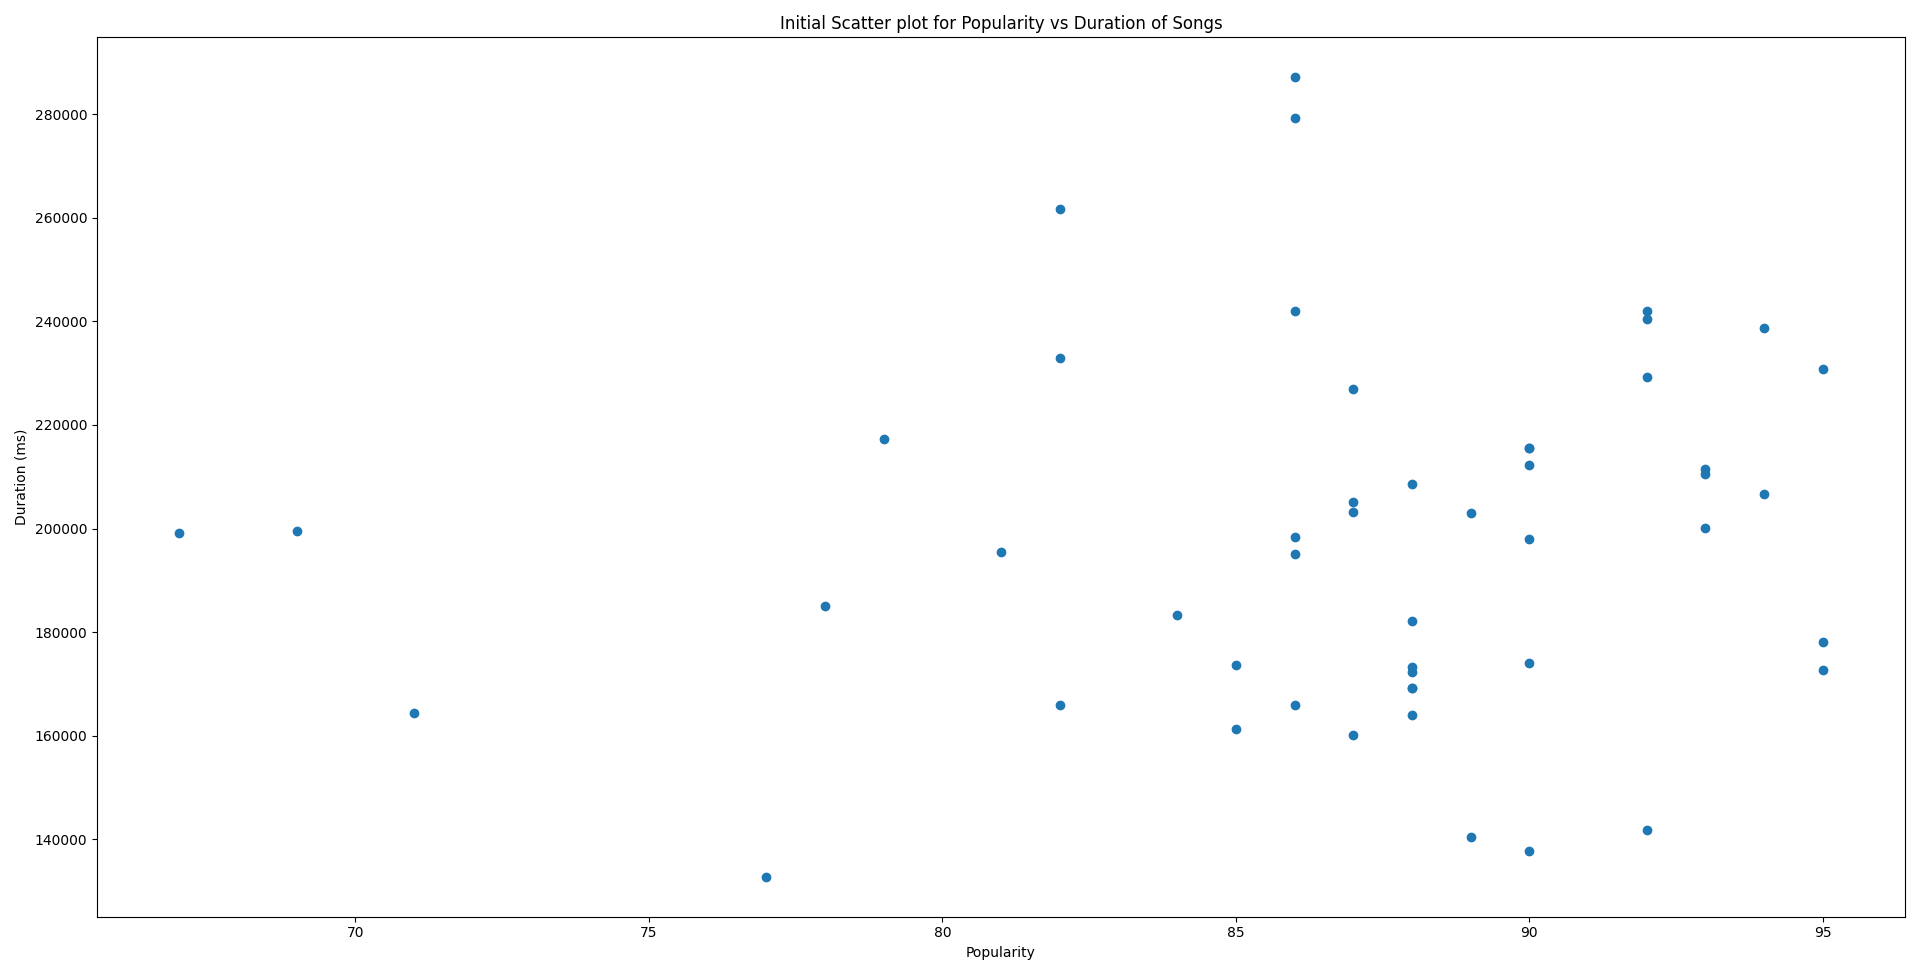 Initial Scatter plot for Popularity vs Duration of Songs
280000
260000
240000
220000
200000
180000
160000
140000
Duration (ms)
70 75 80 85 90 95
Popularity